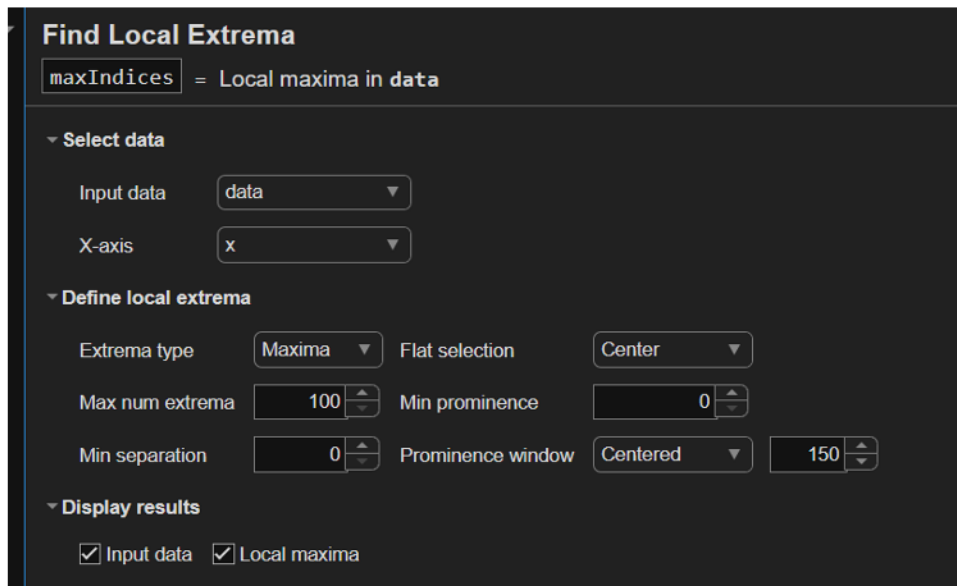 Find Local Extrema
maxIndices = Local maxima in data
Select data
Input data data
X-axis x
Define local extrema
Extrema type Maxima Flat selection Center
Max num extrema 100 Min prominence 0
Min separation 0 Prominence window Centered 150
Display results
Input data Local maxima